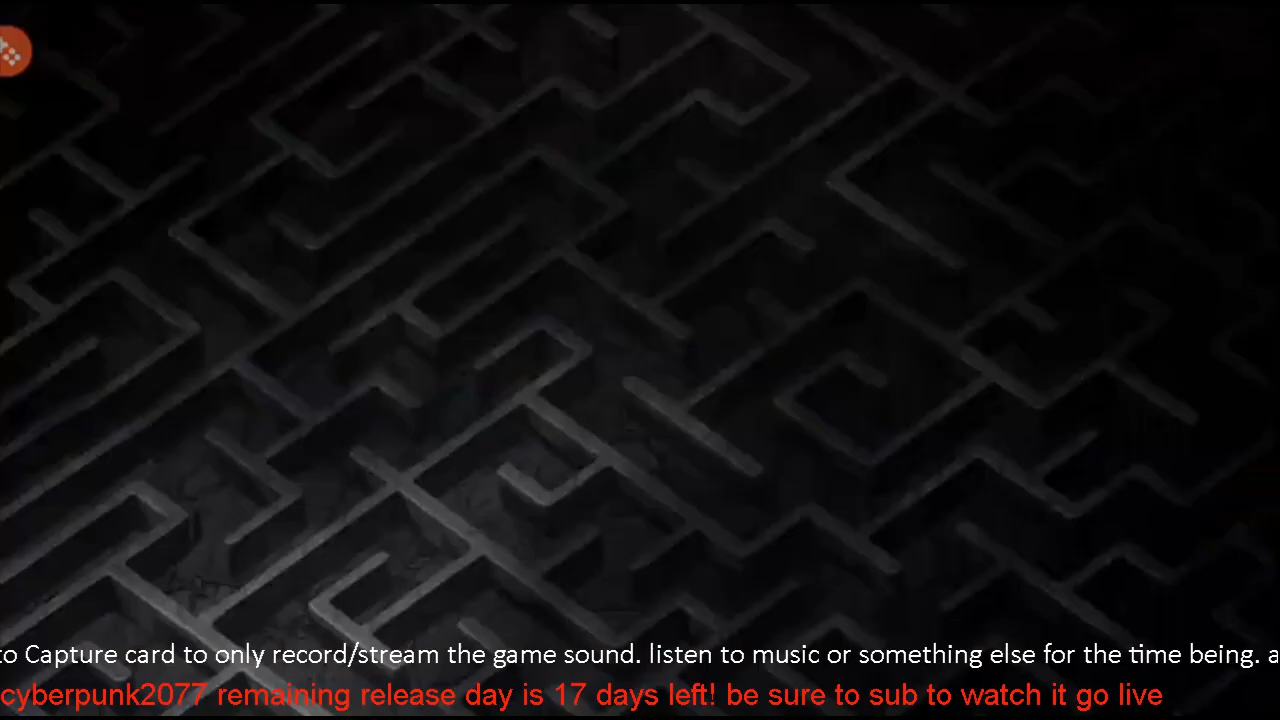 to Capture card to only record/stream the game sound. listen to music or something else for the time being. a
cyberpunk2077 remaining release day is 17 days left! be sure to sub to watch it go live